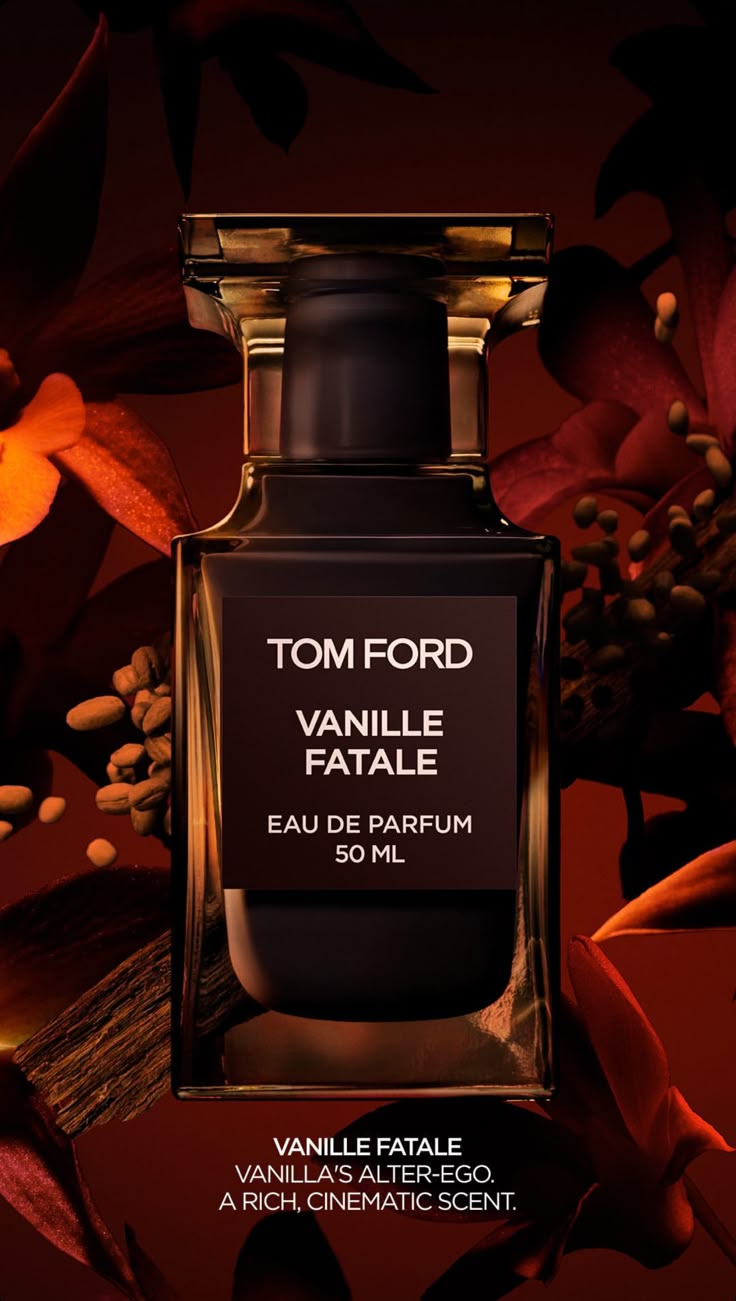 TOM FORD
VANILLE
FATALE
EAU DE PARFUM
50 ML
VANILLE FATALE
VANILLA'S ALTER-EGO.
A RICH, CINEMATIC SCENT.